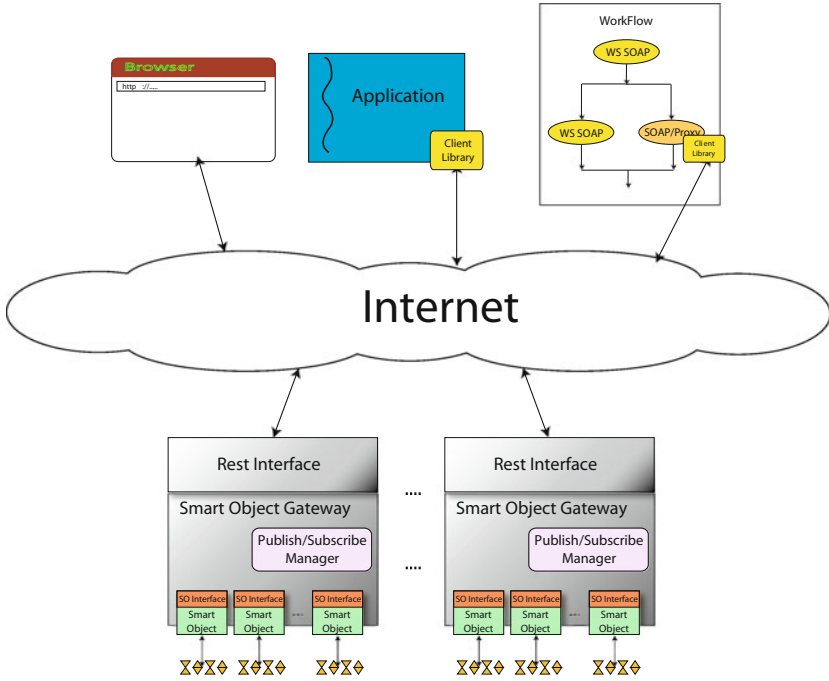 WorkFlow
WS SOAP
Browser
http ://.....
Application
Client
Library
WS SOAP
SOAP/Proxy
Client
Library
Internet
Rest Interface
....
Rest Interface
Smart Object Gateway
Smart Object Gateway
Publish/Subscribe
Manager
....
Publish/Subscribe
Manager
SO Interface
Smart
Object
SO Interface
Smart
Object
....
SO Interface
Smart
Object
SO Interface
Smart
Object
SO Interface
Smart
Object
....
SO Interface
Smart
Object